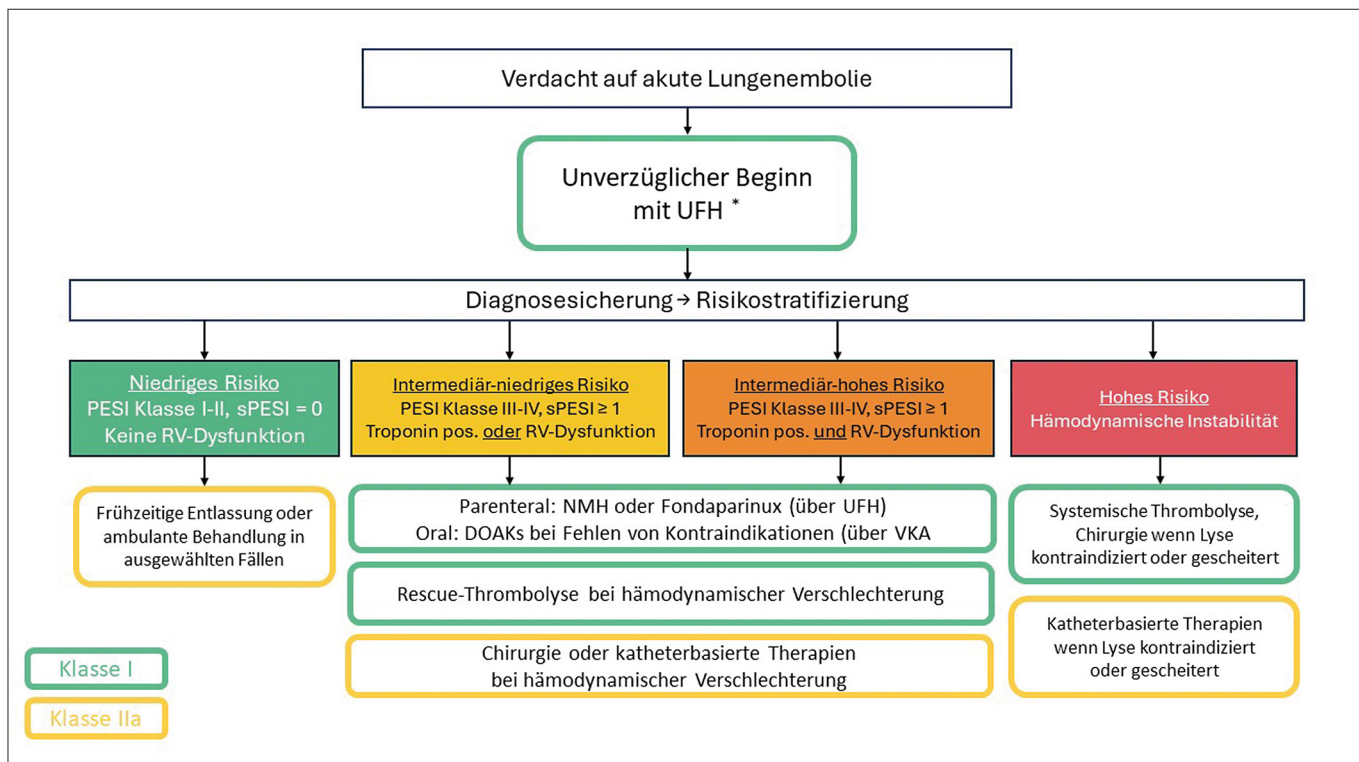 Verdacht auf akute Lungenembolie
Unverzüglicher Beginn
mit UFH *
Diagnosesicherung → Risikostratifizierung
Niedriges Risiko
PESI Klasse I-II, sPESI = 0
Keine RV-Dysfunktion
Intermediär-niedriges Risiko
PESI Klasse III-IV, sPESI ≥ 1
Troponin pos. oder RV-Dysfunktion
Intermediär-hohes Risiko
PESI Klasse III-IV, sPESI ≥ 1
Troponin pos. und RV-Dysfunktion
Hohes Risiko
Hämodynamische Instabilität
Frühzeitige Entlassung oder
ambulante Behandlung in
ausgewählten Fällen
Parenteral: NMH oder Fondaparinux (über UFH)
Oral: DOAKs bei Fehlen von Kontraindikationen (über VKA
Rescue-Thrombolyse bei hämodynamischer Verschlechterung
Chirurgie oder katheterbasierte Therapien
bei hämodynamischer Verschlechterung
Systemische Thrombolyse,
Chirurgie wenn Lyse
kontraindiziert oder gescheitert
Katheterbasierte Therapien
wenn Lyse kontraindiziert
oder gescheitert
Klasse I
Klasse IIa